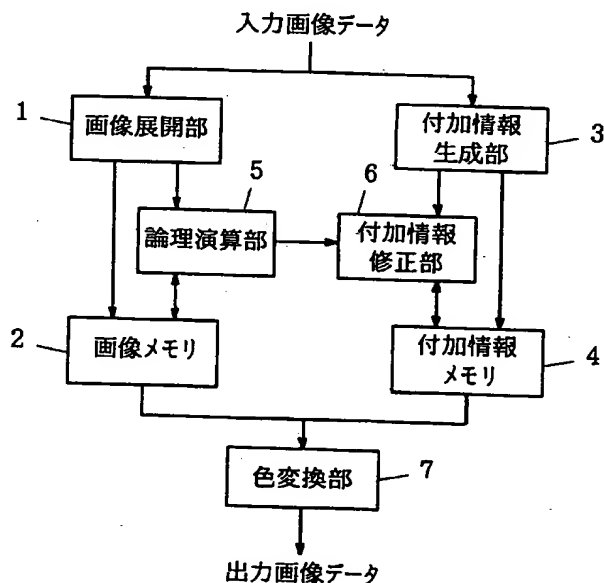 入力画像データ
1
画像展開部
付加情報
生成部
3
5
6
論理演算部
付加情報
修正部
2
画像メモリ
付加情報
メモリ
4
色変換部
7
出力画像データ